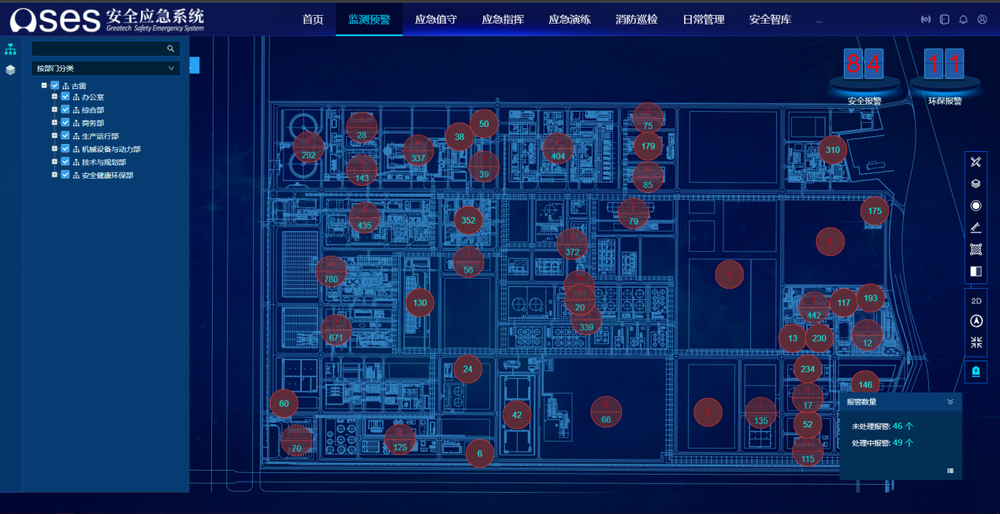 OSES 安全应急系统
Greatech Safety Emergency System
首页 监测预警 应急值守 应急指挥 应急演练 消防巡检 日常管理 安全智库 ...
按部门分类
古雷
办公室
综合部
商务部
生产运行部
机械设备与动力部
技术与规划部
安全健康环保部
84 11
安全报警 环保报警
50
28 38 75
292 337 404 179 310
143 39 85
435 352 79 175
372 1
56
780 1
20
130 442 117 193
339
671 13 230 12
24 234
146
60 42 66 2 135 17
52
70 125 6 115
2D
报警数量
未处理报警: 46 个
处理中报警: 49 个